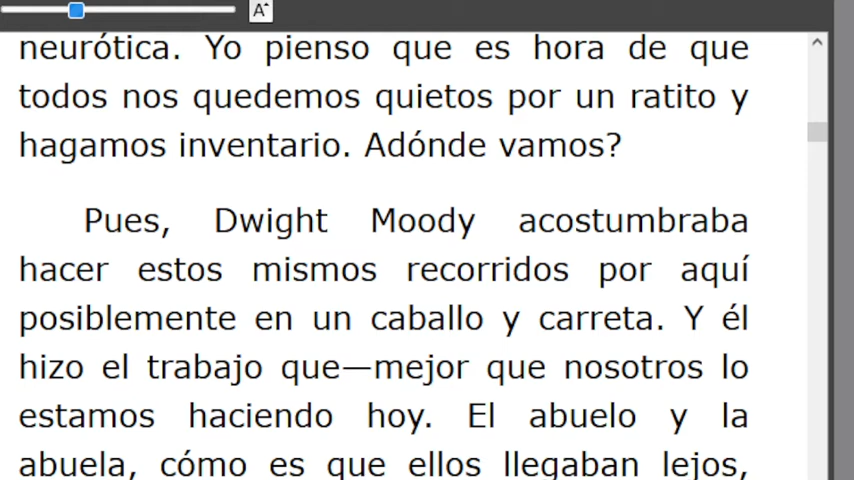 A
neurótica. Yo pienso que es hora de que
todos nos quedemos quietos por un ratito y
hagamos inventario. Adónde vamos?
Pues, Dwight Moody acostumbraba
hacer estos mismos recorridos por aquí
posiblemente en un caballo y carreta. Y él
hizo el trabajo que—mejor que nosotros lo
estamos haciendo hoy. El abuelo y la
abuela, cómo es que ellos llegaban lejos,